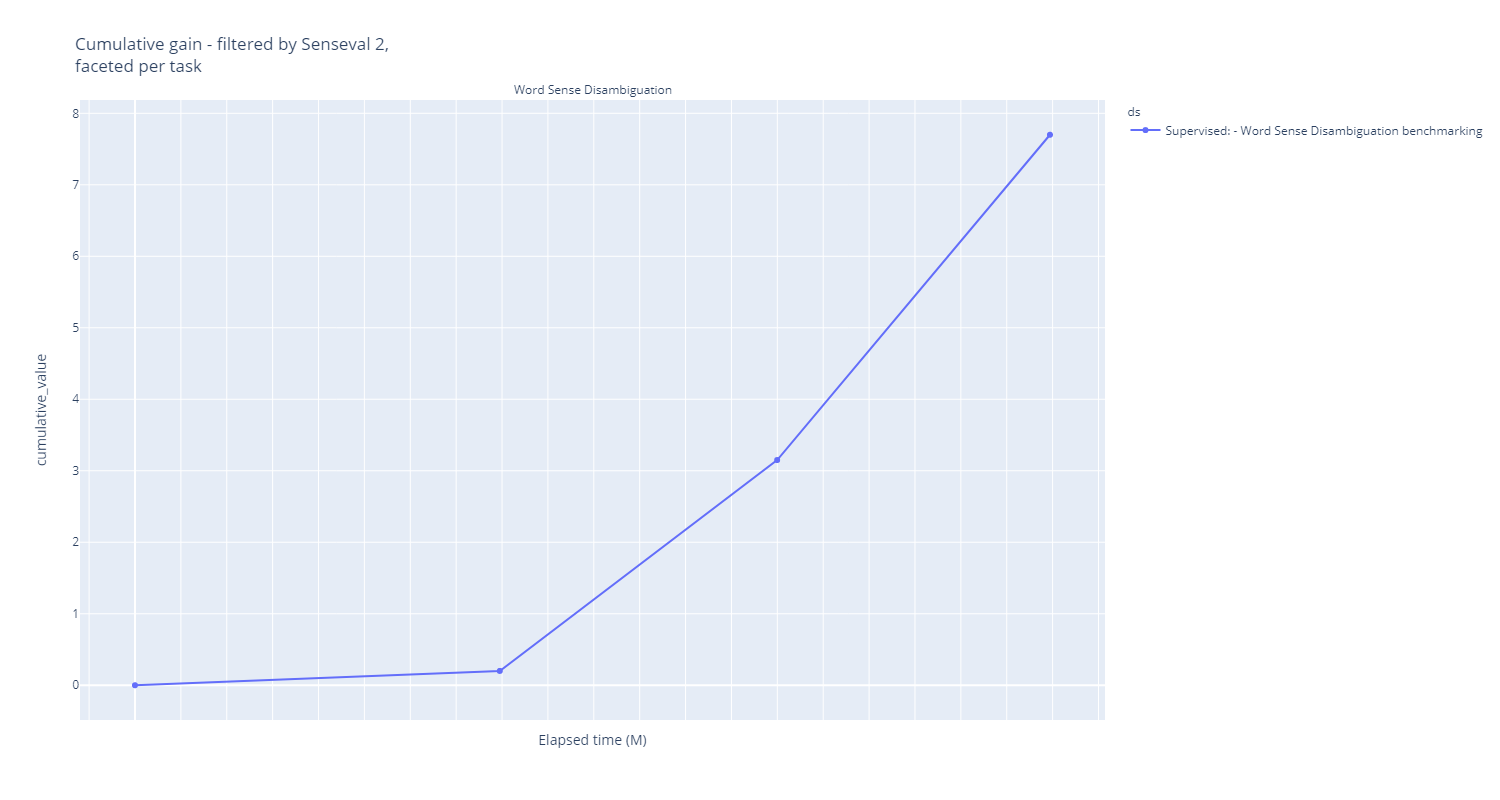 Cumulative gain - filtered by Senseval 2,
faceted per task
Word Sense Disambiguation
ds
Supervised: - Word Sense Disambiguation benchmarking
8
7
6
5
4
3
2
1
0
cumulative_value
Elapsed time (M)